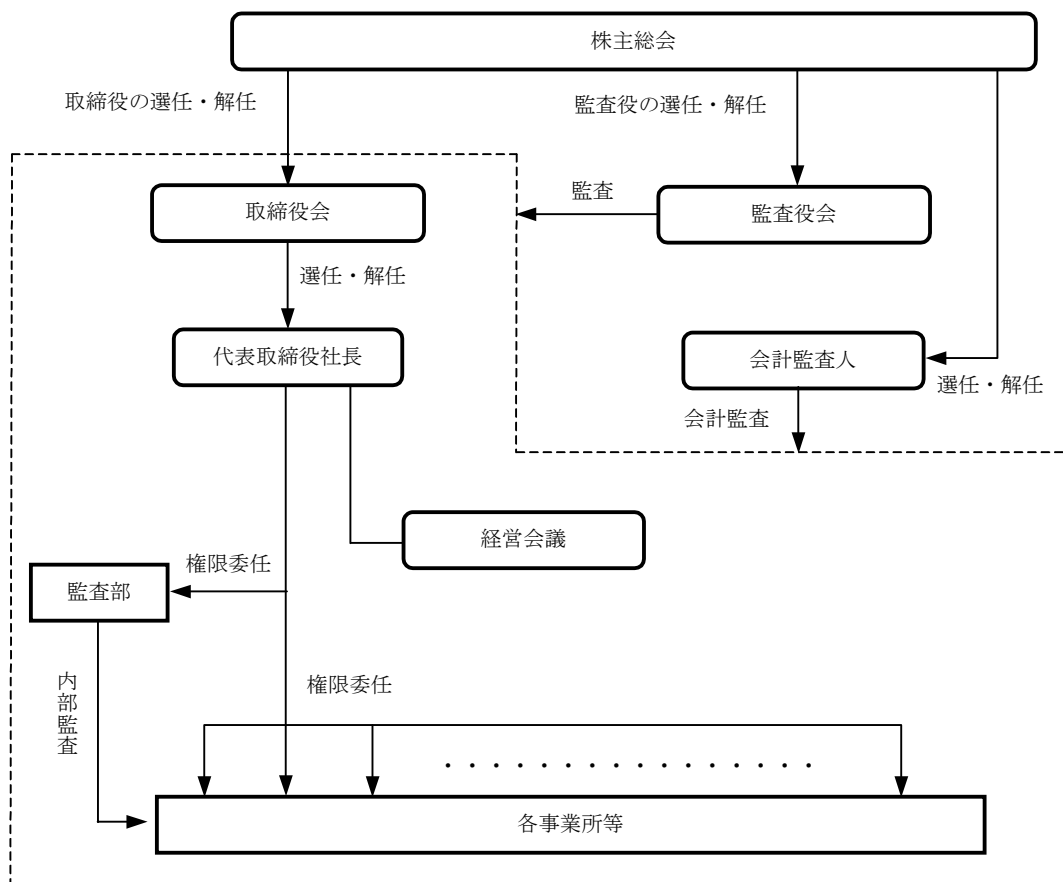 株主総会
取締役の選任・解任
監査役の選任・解任
取締役会
監査
監査役会
選任・解任
代表取締役社長
会計監査人
選任・解任
会計監査
経営会議
権限委任
監査部
権限委任
内部監査
・・・・・・・・・・・・・・・・
各事業所等